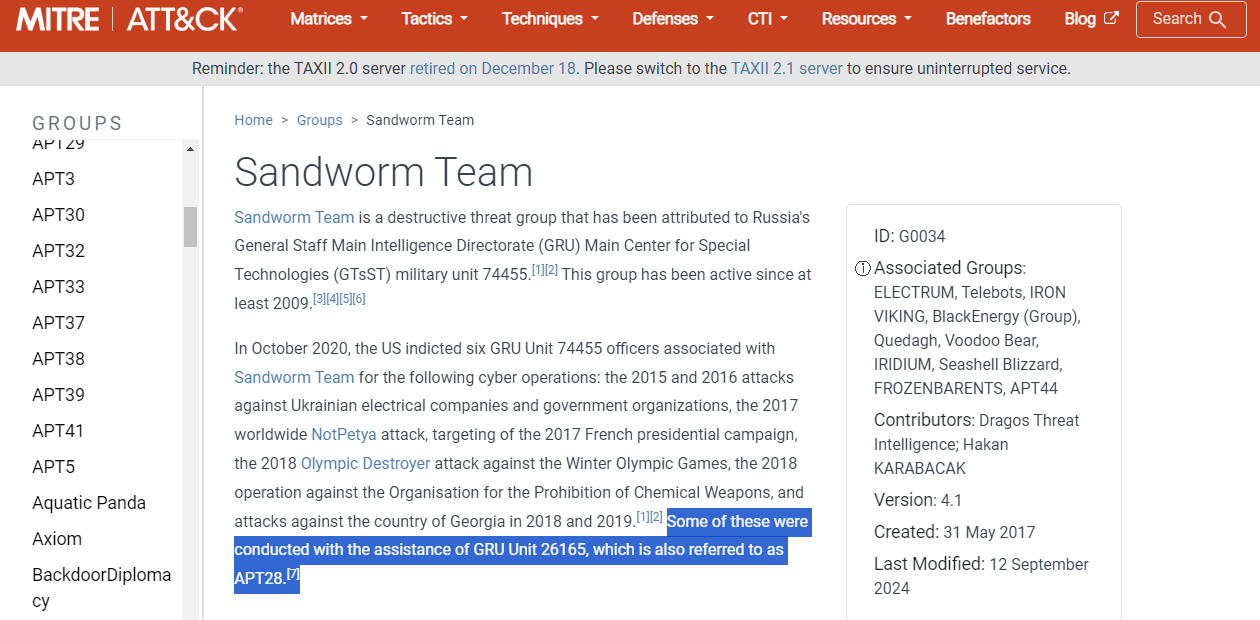 MITRE | ATT&CK®
Matrices Tactics Techniques Defenses CTI Resources Benefactors Blog Search
Reminder: the TAXII 2.0 server retired on December 18. Please switch to the TAXII 2.1 server to ensure uninterrupted service.
GROUPS
APT29
APT3
APT30
APT32
APT33
APT37
APT38
APT39
APT41
APT5
Aquatic Panda
Axiom
BackdoorDiploma
cy
Home > Groups > Sandworm Team
Sandworm Team
Sandworm Team is a destructive threat group that has been attributed to Russia's
General Staff Main Intelligence Directorate (GRU) Main Center for Special
Technologies (GTsST) military unit 74455.[1][2] This group has been active since at
least 2009.[3][4][5][6]
In October 2020, the US indicted six GRU Unit 74455 officers associated with
Sandworm Team for the following cyber operations: the 2015 and 2016 attacks
against Ukrainian electrical companies and government organizations, the 2017
worldwide NotPetya attack, targeting of the 2017 French presidential campaign,
the 2018 Olympic Destroyer attack against the Winter Olympic Games, the 2018
operation against the Organisation for the Prohibition of Chemical Weapons, and
attacks against the country of Georgia in 2018 and 2019.[1][2] Some of these were
conducted with the assistance of GRU Unit 26165, which is also referred to as
APT28.[7]
ID: G0034
ⓘ Associated Groups:
ELECTRUM, Telebots, IRON
VIKING, BlackEnergy (Group),
Quedagh, Voodoo Bear,
IRIDIUM, Seashell Blizzard,
FROZENBARENTS, APT44
Contributors: Dragos Threat
Intelligence; Hakan
KARABACAK
Version: 4.1
Created: 31 May 2017
Last Modified: 12 September
2024